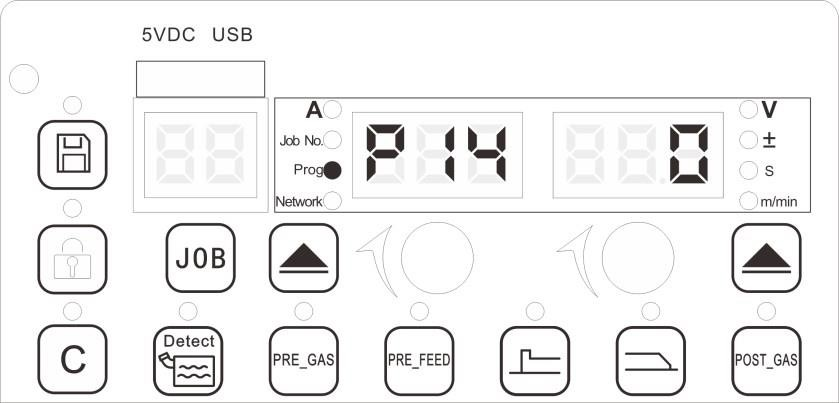 5VDC USB
A
V
Job No.
±
Prog
P14
0
S
Network
m/min
JOB
C
Detect
PRE_GAS
PRE_FEED
POST_GAS